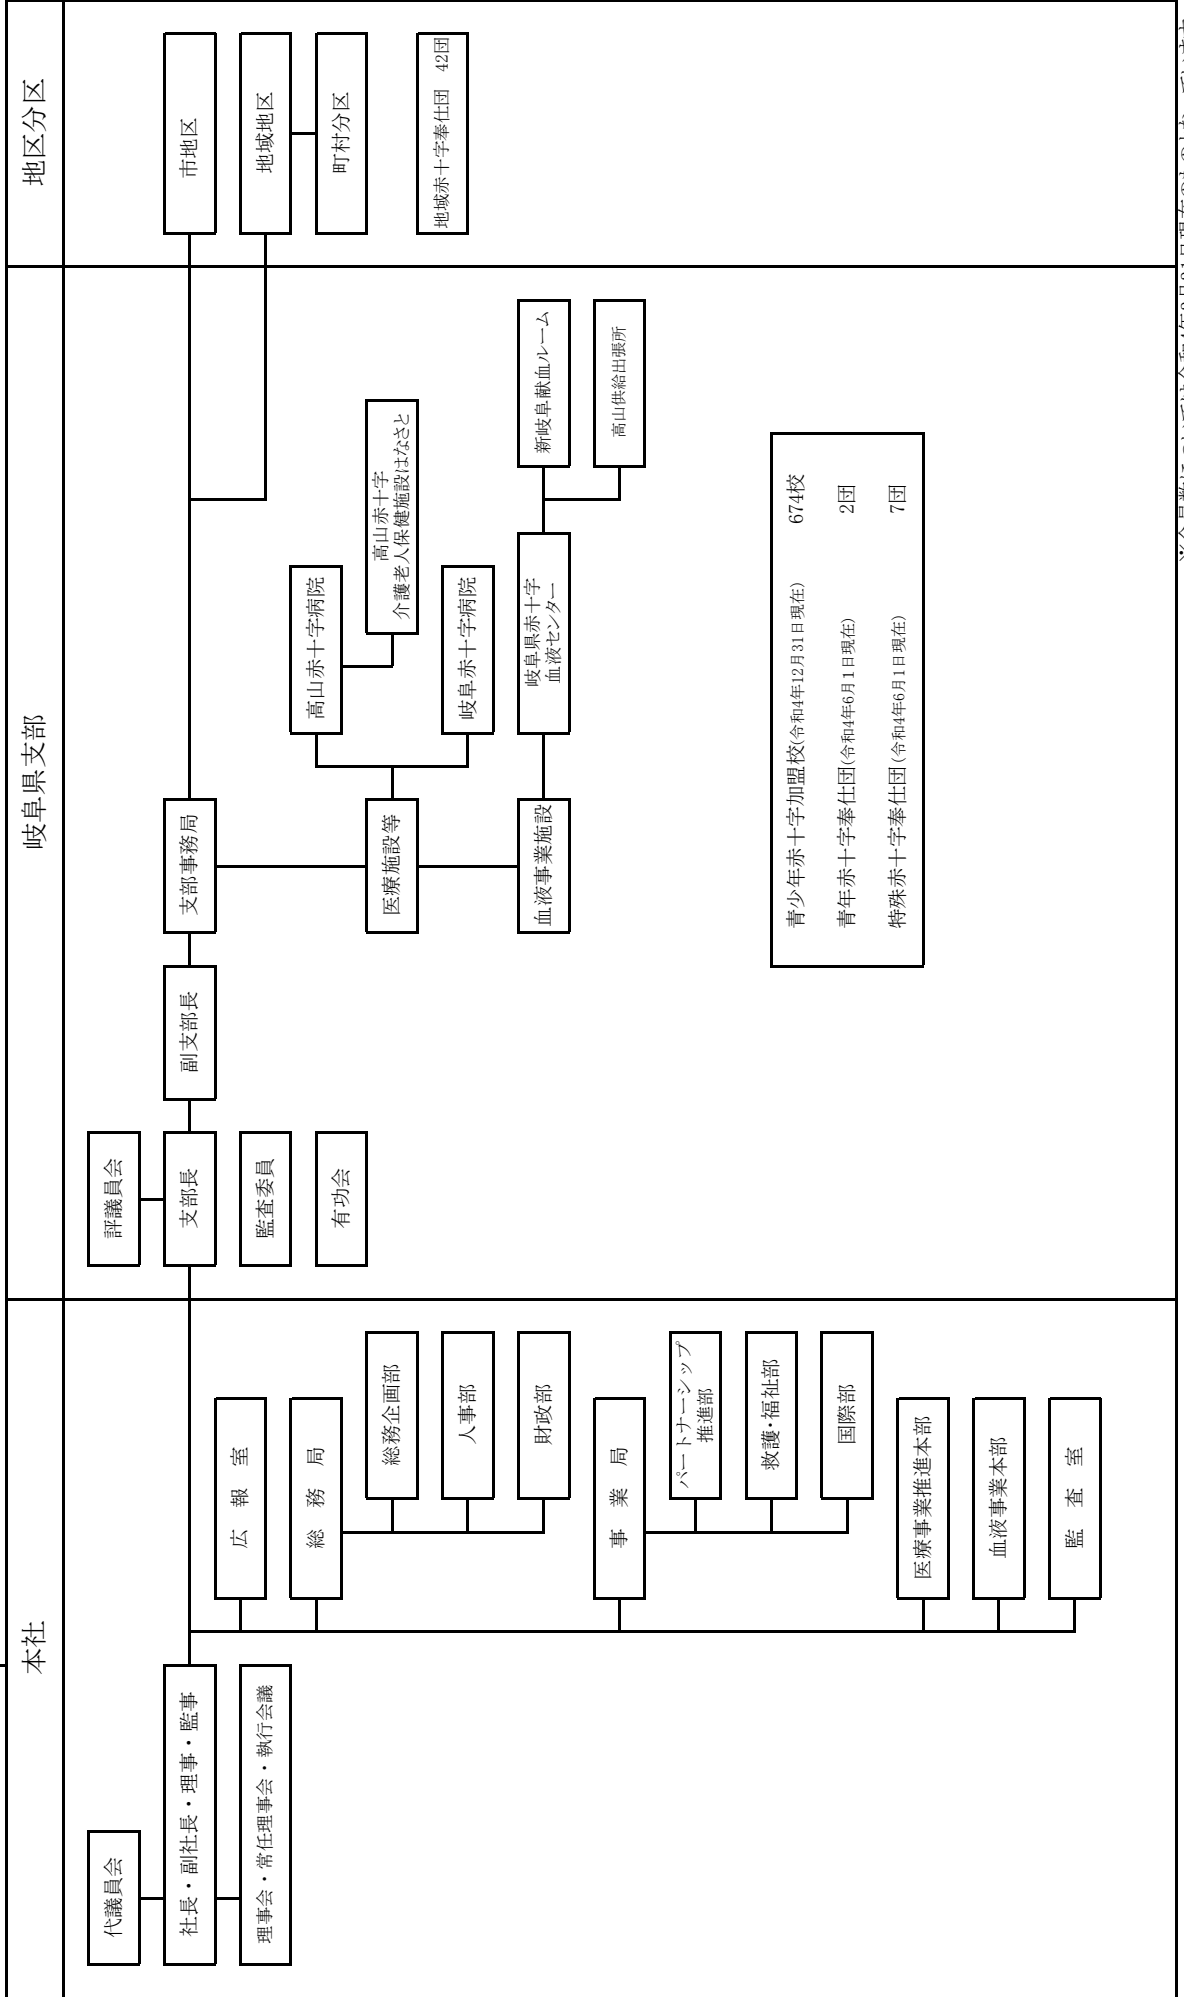 本社
岐阜県支部
地区分区
代議員会
社長・副社長・理事・監事
理事会・常任理事会・執行会議
広　報　室
総　務　局
総務企画部
人事部
財政部
事　業　局
パートナーシップ
推進部
救護・福祉部
国際部
医療事業推進本部
血液事業本部
監　査　室
評議員会
支部長
監査委員
有功会
副支部長
支部事務局
医療施設等
血液事業施設
高山赤十字病院
高山赤十字
介護老人保健施設はなさと
岐阜赤十字病院
岐阜県赤十字
血液センター
新岐阜献血ルーム
高山供給出張所
青少年赤十字加盟校(令和4年12月31日現在)　674校
青年赤十字奉仕団(令和4年6月1日現在)　2団
特殊赤十字奉仕団(令和4年6月1日現在)　7団
市地区
地域地区
町村分区
地域赤十字奉仕団　42団